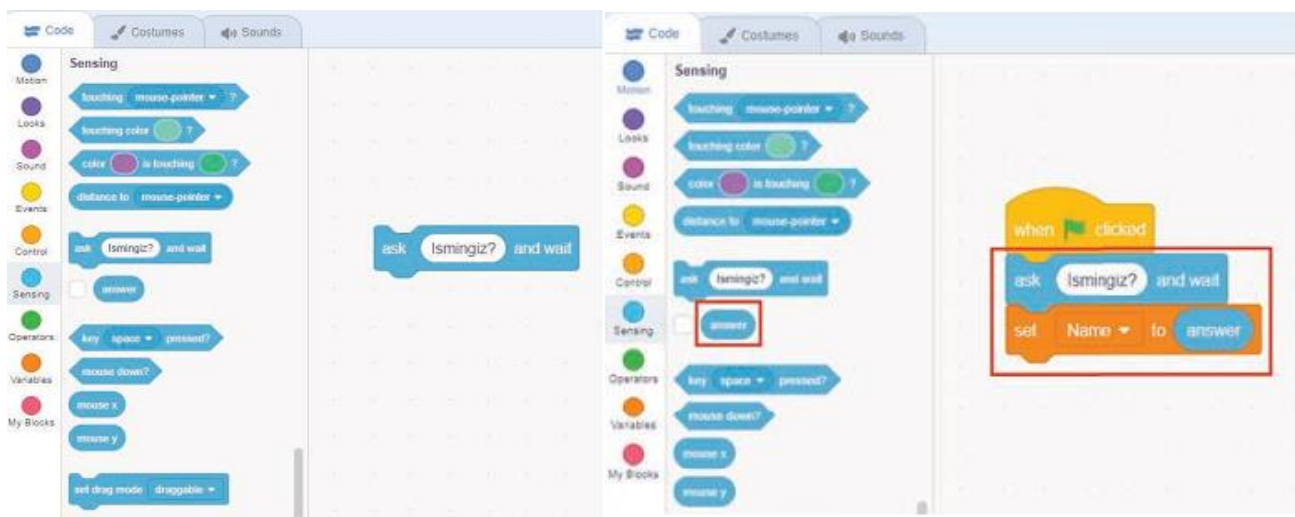 Code Costumes Sounds
Sensing
Motion
touching mouse-pointer ?
Looks
touching color ?
Sound
color is touching ?
Events
distance to mouse-pointer
Control
ask Ismingiz? and wait
Sensing
answer
Operators
key space pressed?
Variables
mouse down?
My Blocks
mouse x
mouse y
set drag mode draggable
ask Ismingiz? and wait
Code Costumes Sounds
Sensing
Motion
touching mouse-pointer ?
Looks
touching color ?
Sound
color is touching ?
Events
distance to mouse-pointer
Control
ask Ismingiz? and wait
Sensing
answer
Operators
key space pressed?
Variables
mouse down?
My Blocks
mouse x
mouse y
when clicked
ask Ismingiz? and wait
set Name to answer